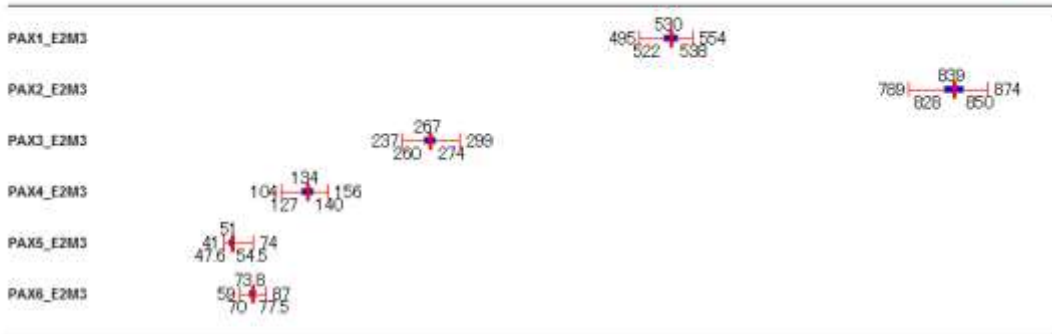 530
PAX1_E2M3 495 554
522 538
839
PAX2_E2M3 789 874
828 850
267
PAX3_E2M3 237 299
260 274
134
PAX4_E2M3 104 156
127 140
51
PAX5_E2M3 41 74
47.6 54.5
73.8
PAX6_E2M3 59 87
70 77.5